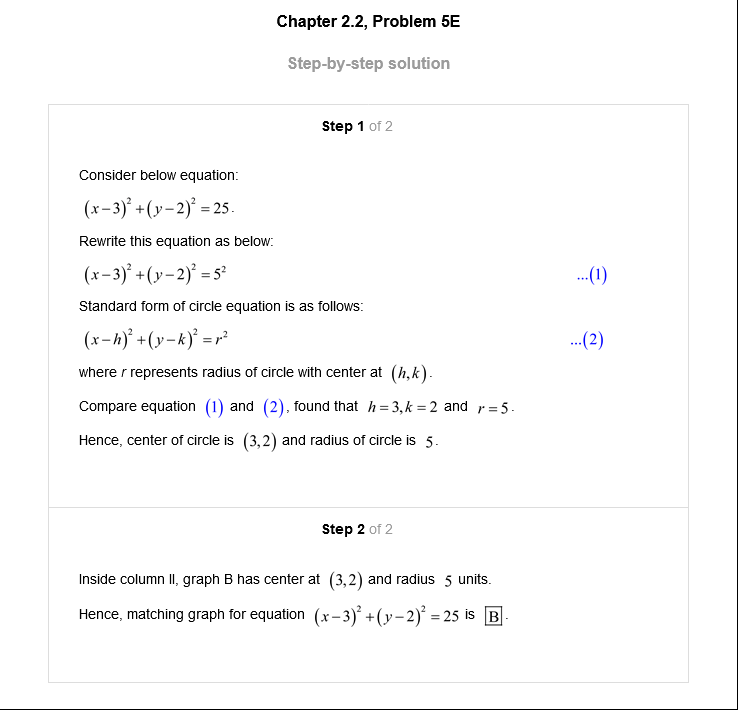 Chapter 2.2, Problem 5E
Step-by-step solution
Step 1 of 2
Consider below equation:
(x−3)² +(y−2)² = 25.
Rewrite this equation as below:
(x−3)² +(y−2)² = 5² ...(1)
Standard form of circle equation is as follows:
(x−h)² +(y−k)² = r² ...(2)
where r represents radius of circle with center at (h,k).
Compare equation (1) and (2), found that h = 3, k = 2 and r = 5.
Hence, center of circle is (3,2) and radius of circle is 5.
Step 2 of 2
Inside column II, graph B has center at (3,2) and radius 5 units.
Hence, matching graph for equation (x−3)² +(y−2)² = 25 is B.